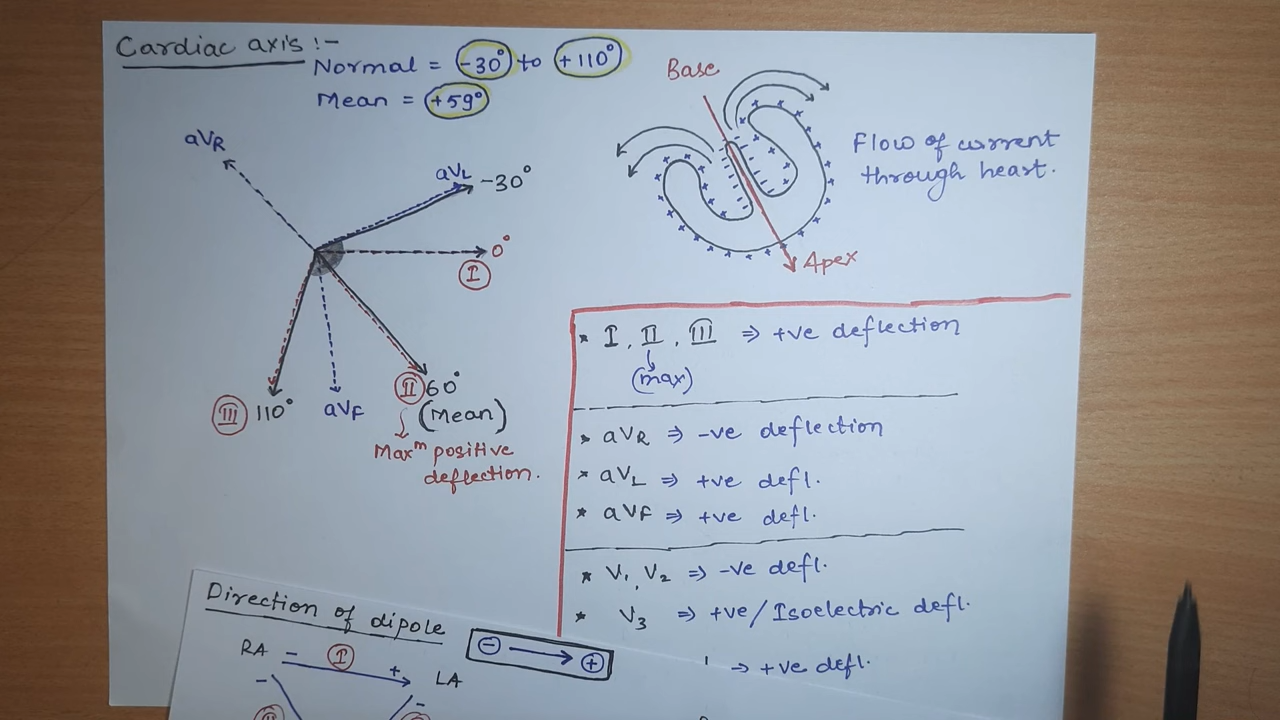 Cardiac axis :-
Normal = -30° to +110°
Mean = +59°
aVR
aVL -30°
0°
I
III 110°
aVF
II 60°
(Mean)
Maxᵐ positive
deflection.
Base
Apex
Flow of current
through heart.
* I, II, III ⇒ +ve deflection
(max)
* aVR ⇒ -ve deflection
* aVL ⇒ +ve defl.
* aVF ⇒ +ve defl.
* V₁, V₂ ⇒ -ve defl.
* V₃ ⇒ +ve/Isoelectric defl.
⇒ +ve defl.
Direction of dipole
- → +
RA - I + LA
- -